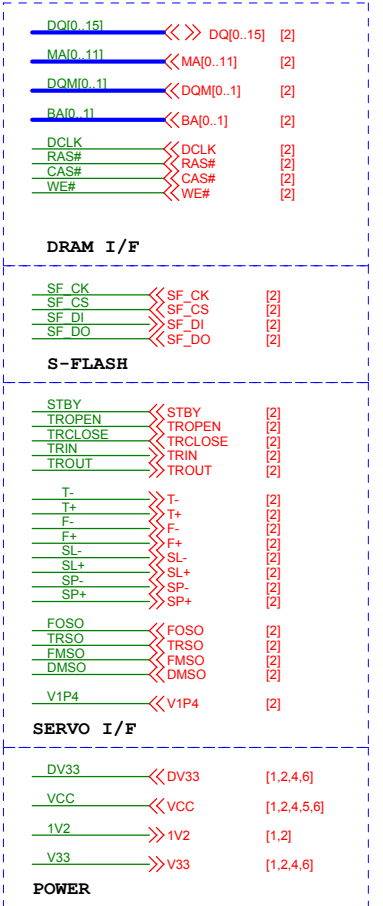 DQ[0..15] DQ[0..15] [2]
MA[0..11] MA[0..11] [2]
DQM[0..1] DQM[0..1] [2]
BA[0..1] BA[0..1] [2]
DCLK DCLK [2]
RAS# RAS# [2]
CAS# CAS# [2]
WE# WE# [2]
DRAM I/F
SF_CK SF_CK [2]
SF_CS SF_CS [2]
SF_DI SF_DI [2]
SF_DO SF_DO [2]
S-FLASH
STBY STBY [2]
TROPEN TROPEN [2]
TRCLOSE TRCLOSE [2]
TRIN TRIN [2]
TROUT TROUT [2]
T- T- [2]
T+ T+ [2]
F- F- [2]
F+ F+ [2]
SL- SL- [2]
SL+ SL+ [2]
SP- SP- [2]
SP+ SP+ [2]
FOSO FOSO [2]
TRSO TRSO [2]
FMSO FMSO [2]
DMSO DMSO [2]
V1P4 V1P4 [2]
SERVO I/F
DV33 DV33 [1,2,4,6]
VCC VCC [1,2,4,5,6]
1V2 1V2 [1,2]
V33 V33 [1,2,4,6]
POWER